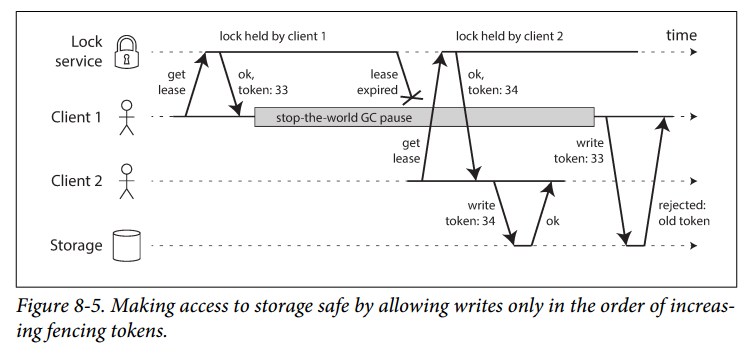 lock held by client 1
lock held by client 2
time
Lock
service
get
lease
ok,
token: 33
lease
expired
ok,
token: 34
Client 1
stop-the-world GC pause
get
lease
write
token: 33
Client 2
write
token: 34
ok
rejected:
old token
Storage
Figure 8-5. Making access to storage safe by allowing writes only in the order of increas-
ing fencing tokens.